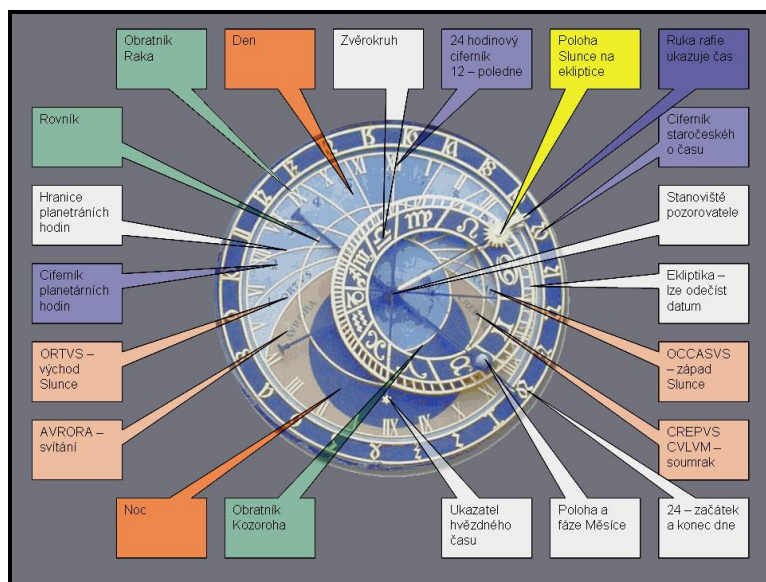 Obratník
Raka
Den
Zvěrokruh
24 hodinový
ciferník
12 – poledne
Poloha
Slunce na
ekliptice
Ruka rafie
ukazuje čas
Rovník
Ciferník
staročeskéh
o času
Hranice
planetráních
hodin
Stanoviště
pozorovatele
Ciferník
planetárních
hodin
Ekliptika –
lze odečíst
datum
ORTVS –
východ
Slunce
OCCASVS
– západ
Slunce
AVRORA –
svítání
CREPVS
CVLVM –
soumrak
Noc
Obratník
Kozoroha
Ukazatel
hvězdného
času
Poloha a
fáze Měsíce
24 – začátek
a konec dne